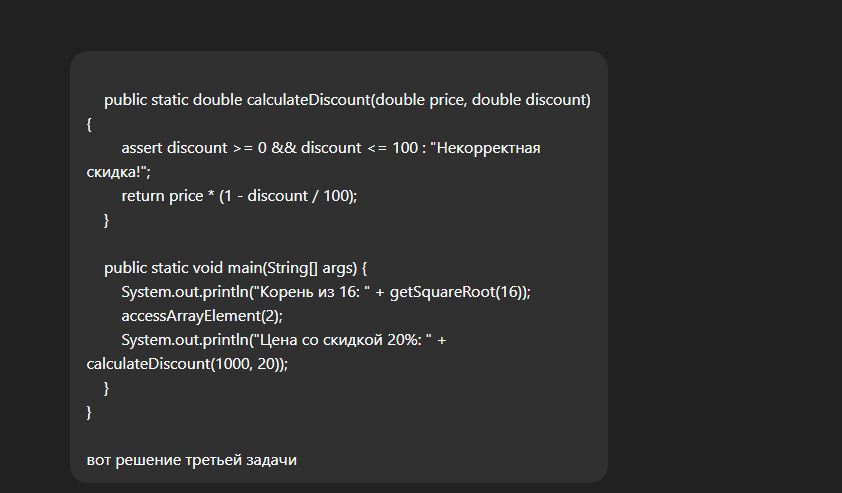 public static double calculateDiscount(double price, double discount)
{
assert discount >= 0 && discount <= 100 : "Некорректная
скидка!";
return price * (1 - discount / 100);
}
public static void main(String[] args) {
System.out.println("Корень из 16: " + getSquareRoot(16));
accessArrayElement(2);
System.out.println("Цена со скидкой 20%: " +
calculateDiscount(1000, 20));
}
}
вот решение третьей задачи